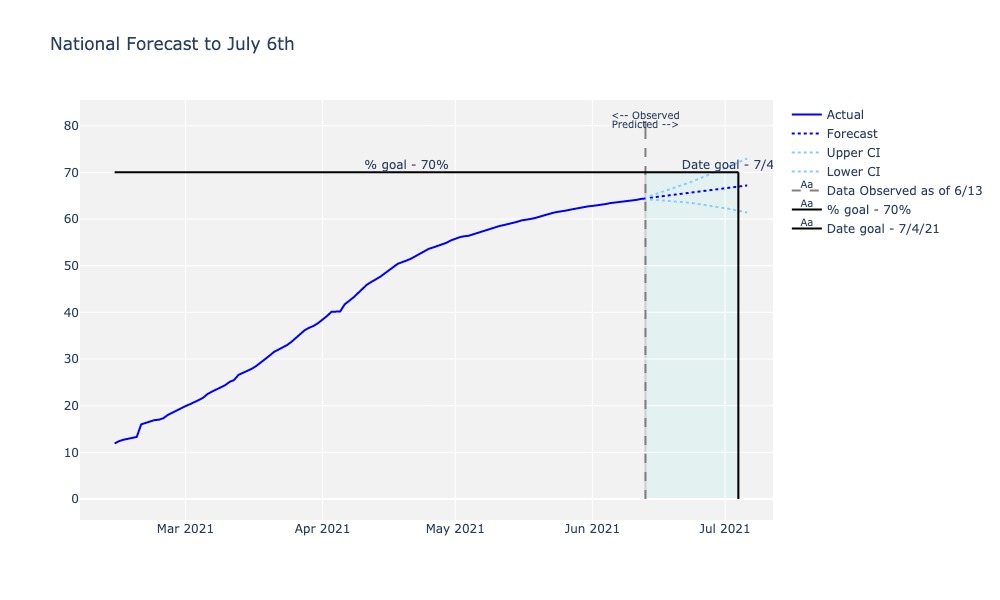 National Forecast to July 6th
<-- Observed
Predicted -->
80
70
60
50
40
30
20
10
0
% goal - 70%
Date goal - 7/4
Mar 2021
Apr 2021
May 2021
Jun 2021
Jul 2021
Actual
Forecast
Upper CI
Lower CI
Aa
Data Observed as of 6/13
Aa
% goal - 70%
Aa
Date goal - 7/4/21